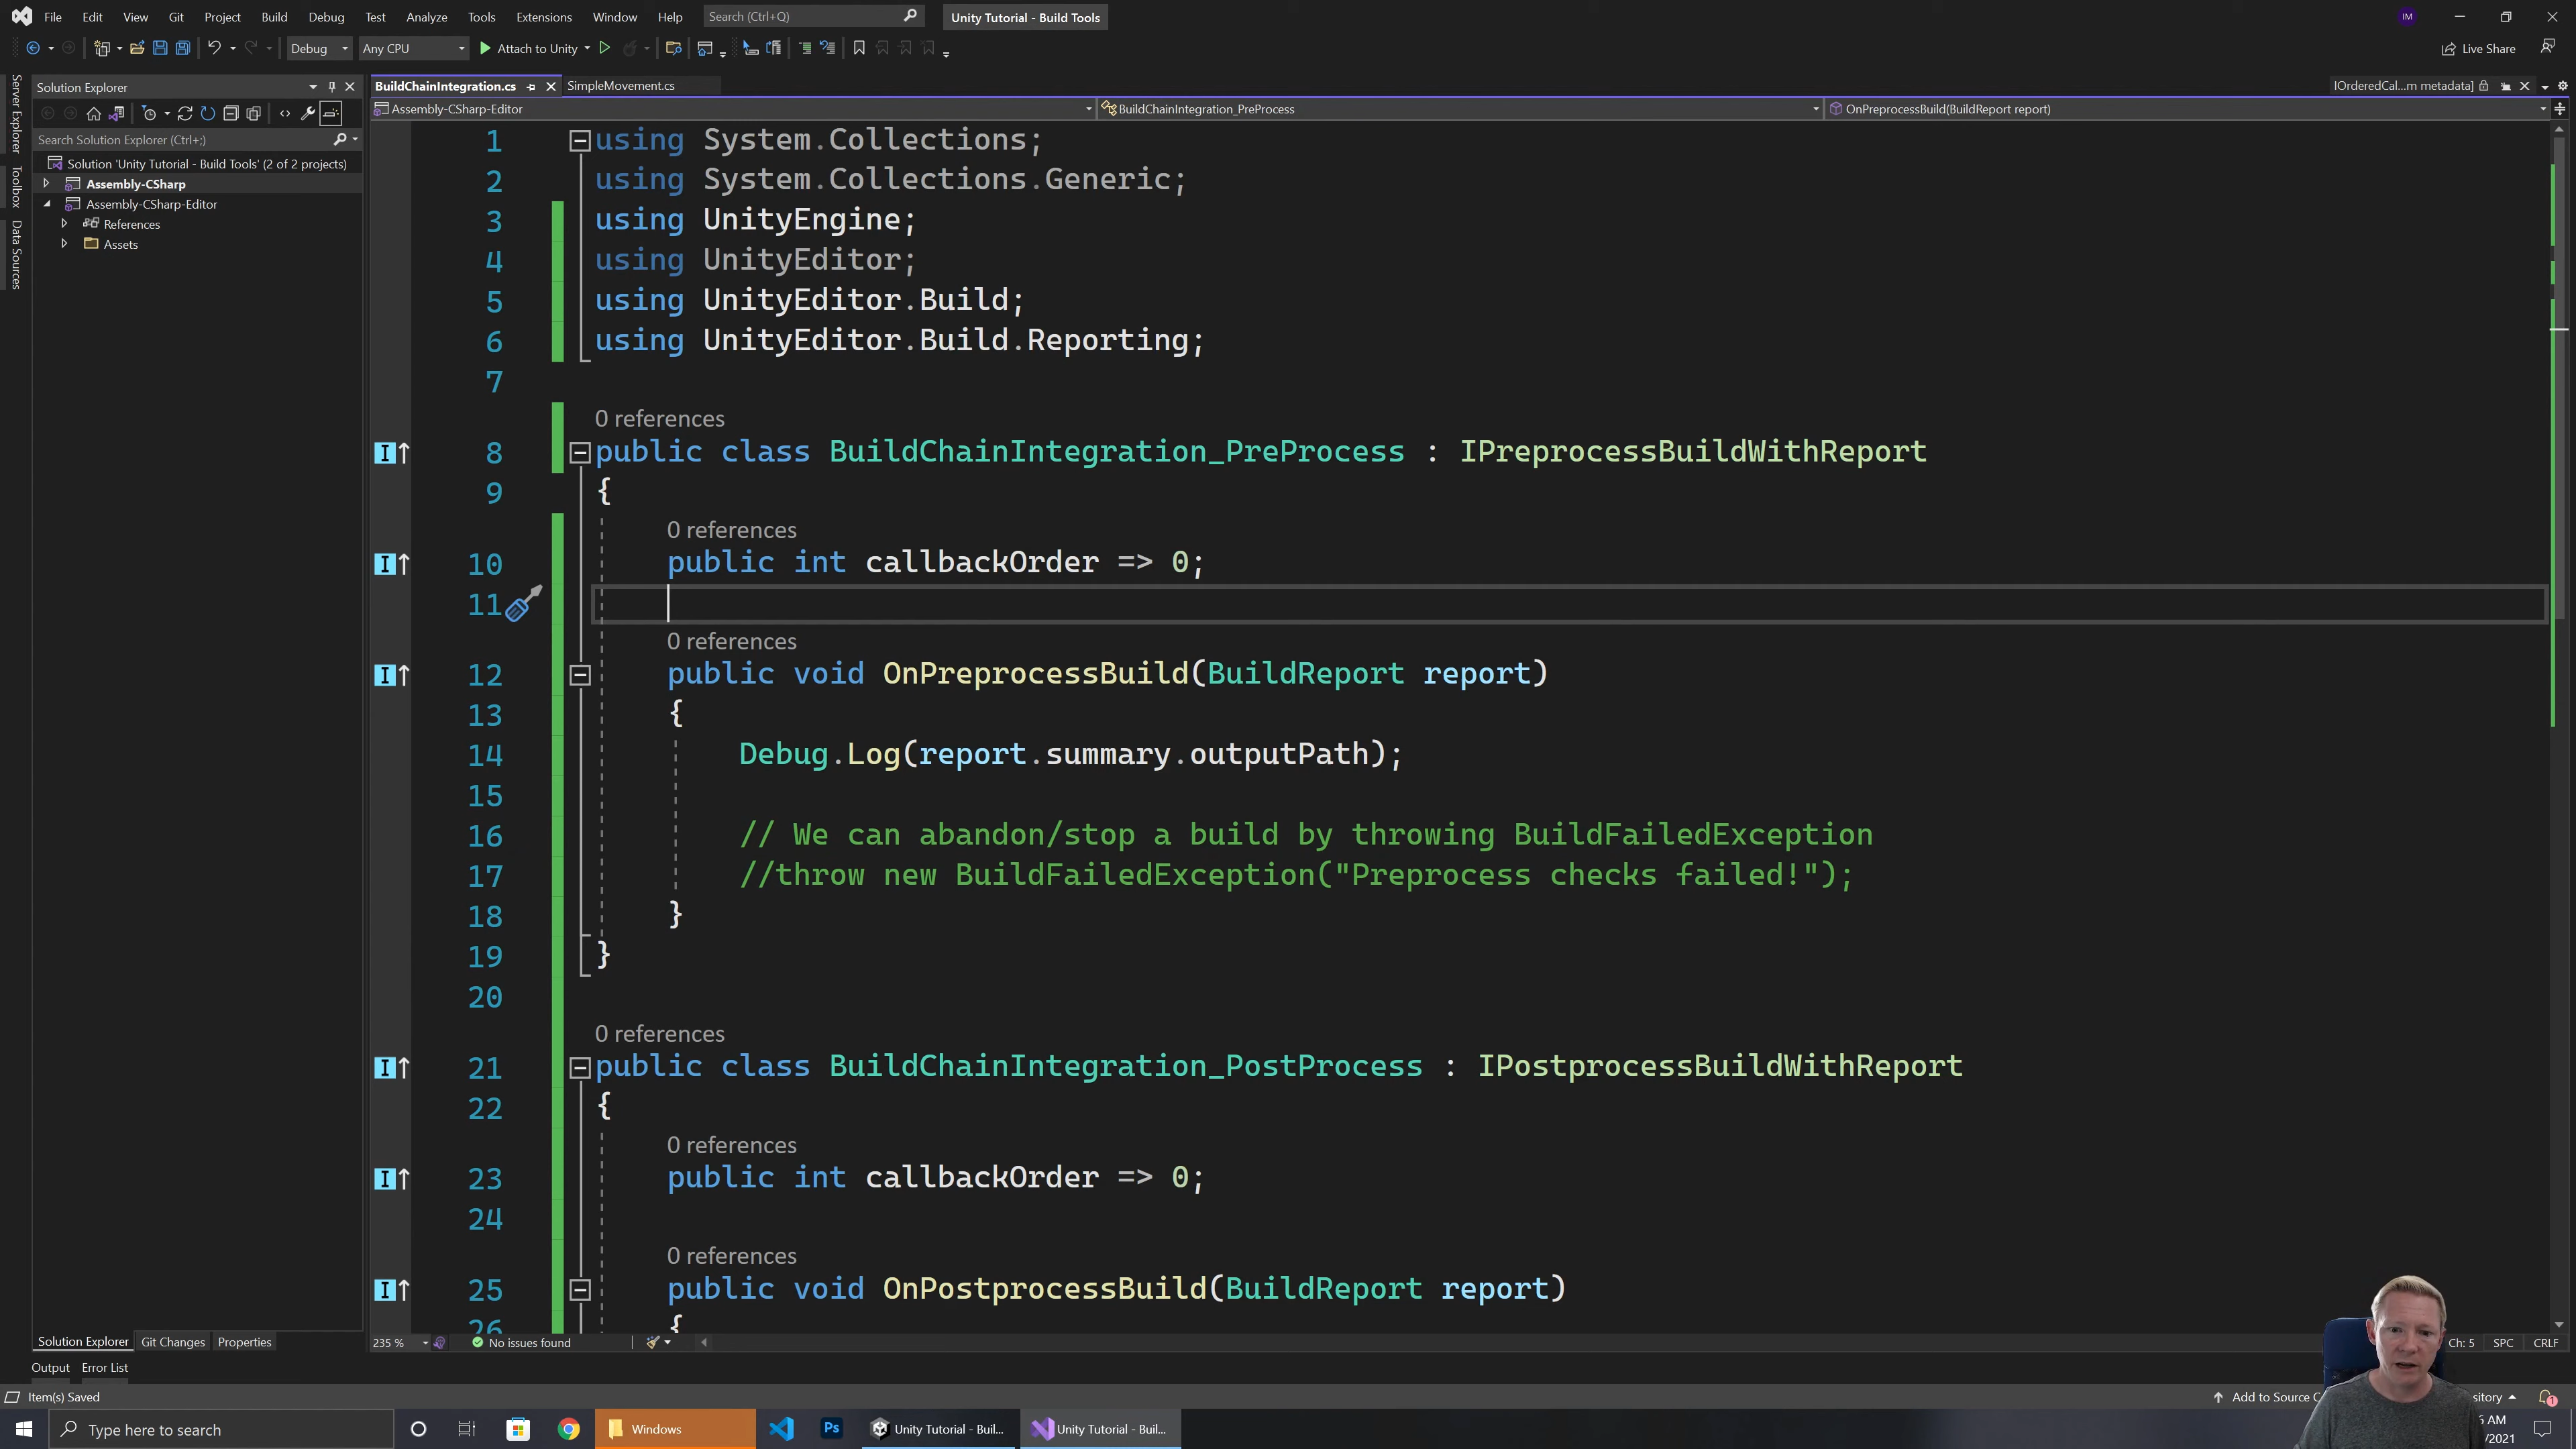 File Edit View Git Project Build Debug Test Analyze Tools Extensions Window Help Search (Ctrl+Q) Unity Tutorial - Build Tools IM
Debug Any CPU Attach to Unity Live Share
Server Explorer
Toolbox
Data Sources
Solution Explorer
Search Solution Explorer (Ctrl+;)
Solution 'Unity Tutorial - Build Tools' (2 of 2 projects)
Assembly-CSharp
Assembly-CSharp-Editor
References
Assets
BuildChainIntegration.cs SimpleMovement.cs IOrderedCal...m metadata]
Assembly-CSharp-Editor BuildChainIntegration_PreProcess OnPreprocessBuild(BuildReport report)
1 using System.Collections;
2 using System.Collections.Generic;
3 using UnityEngine;
4 using UnityEditor;
5 using UnityEditor.Build;
6 using UnityEditor.Build.Reporting;
7
0 references
8 public class BuildChainIntegration_PreProcess : IPreprocessBuildWithReport
9 {
0 references
10 public int callbackOrder => 0;
11
0 references
12 public void OnPreprocessBuild(BuildReport report)
13 {
14 Debug.Log(report.summary.outputPath);
15
16 // We can abandon/stop a build by throwing BuildFailedException
17 //throw new BuildFailedException("Preprocess checks failed!");
18 }
19 }
20
0 references
21 public class BuildChainIntegration_PostProcess : IPostprocessBuildWithReport
22 {
0 references
23 public int callbackOrder => 0;
24
0 references
25 public void OnPostprocessBuild(BuildReport report)
26 {
235 % No issues found Ch: 5 SPC CRLF
Solution Explorer Git Changes Properties
Output Error List
Item(s) Saved Add to Source C
Type here to search Ps Windows Unity Tutorial - Buil... Unity Tutorial - Buil...